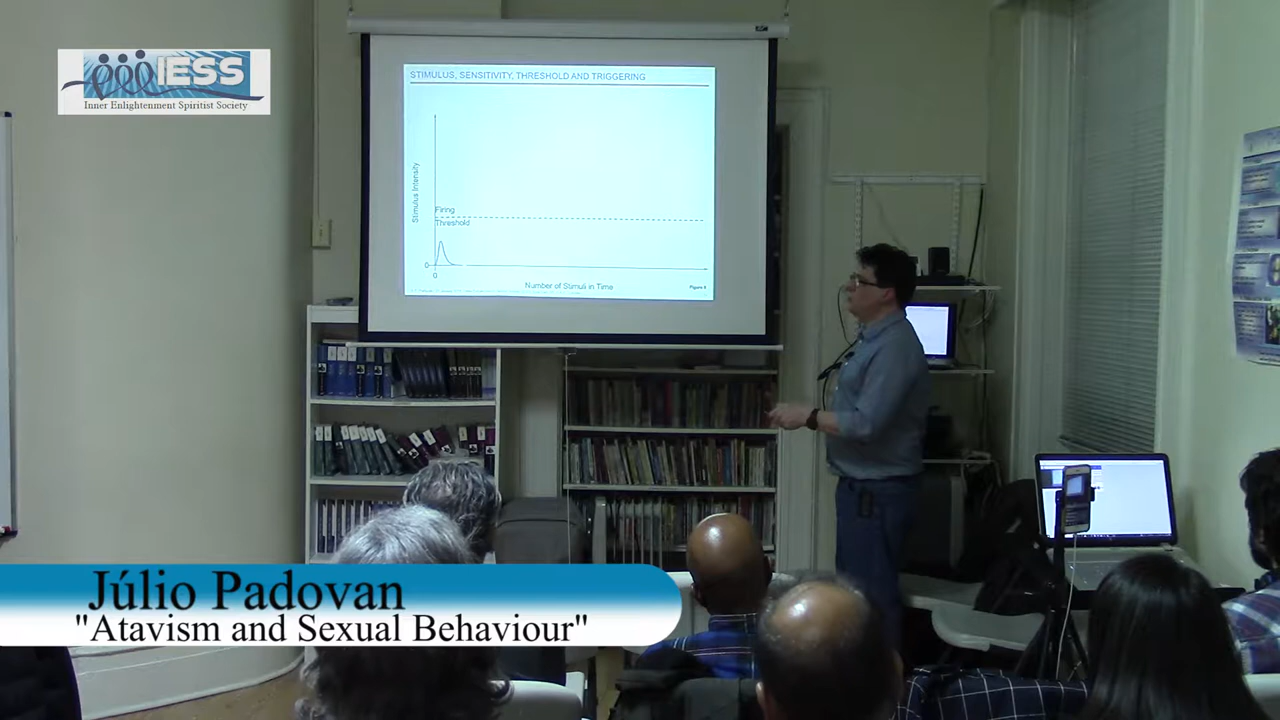 IESS
Inner Enlightenment Spiritist Society
STIMULUS, SENSITIVITY, THRESHOLD AND TRIGGERING
Stimulus Intensity
Firing
Threshold
0
0
Number of Stimuli in Time
Figure
Júlio Padovan
"Atavism and Sexual Behaviour"